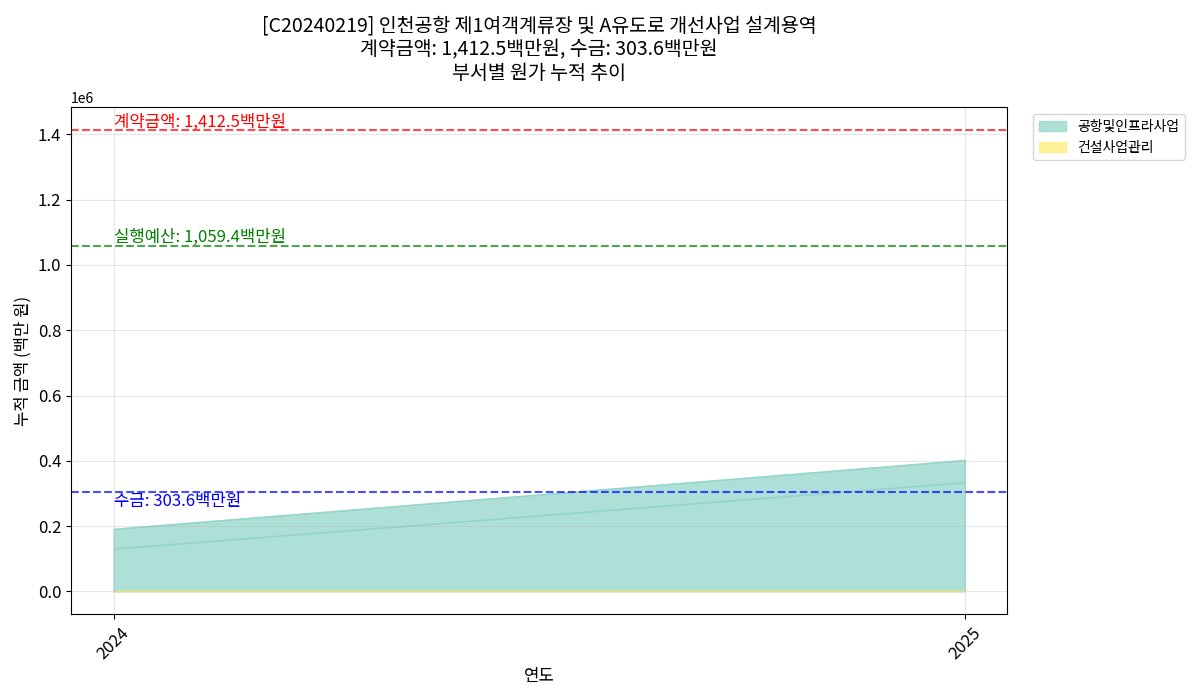 [C20240219] 인천공항 제1여객계류장 및 A유도로 개선사업 설계용역
계약금액: 1,412.5백만원, 수금: 303.6백만원
부서별 원가 누적 추이
1e6
계약금액: 1,412.5백만원
실행예산: 1,059.4백만원
수금: 303.6백만원
1.4
1.2
1.0
0.8
0.6
0.4
0.2
0.0
누적 금액 (백만 원)
2024
2025
연도
공항및인프라사업
건설사업관리